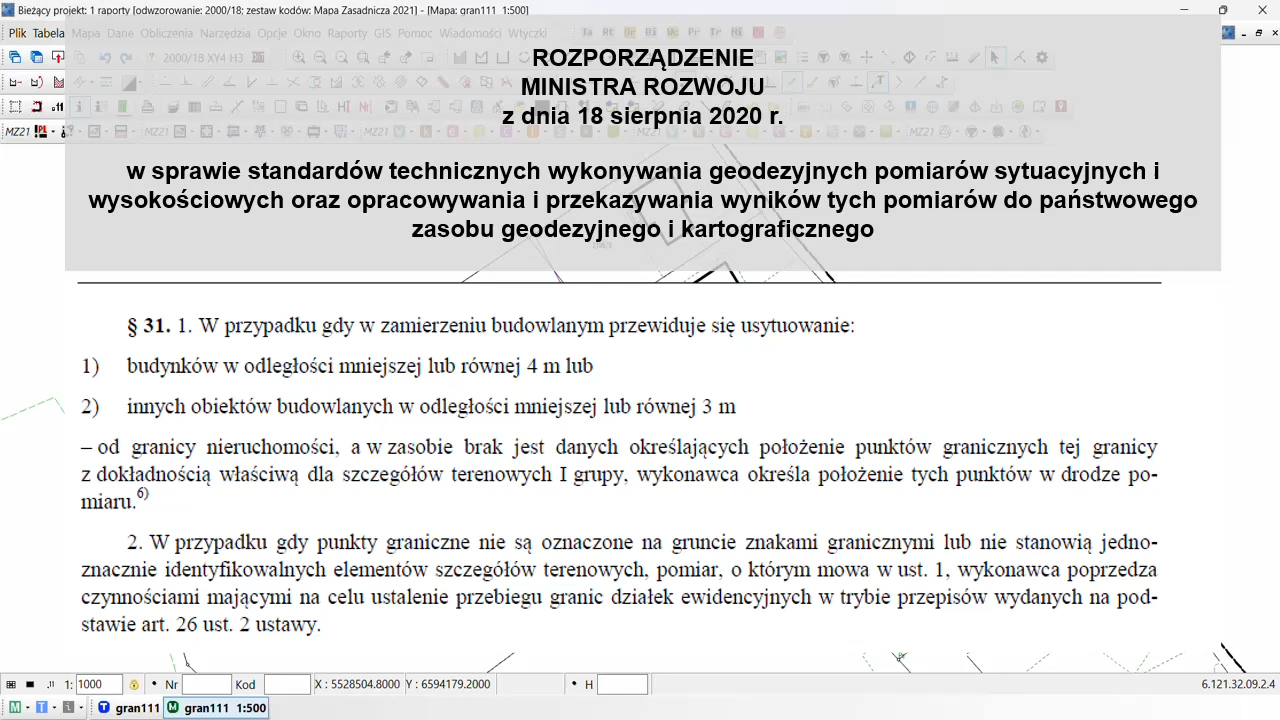 Bieżący projekt: 1 raporty [odwzorowanie: 2000/18; zestaw kodów: Mapa Zasadnicza 2021] - [Mapa: gran111 1:500]
Plik Tabela Mapa Dane Obliczenia Narzędzia Opcje Okno Raporty GIS Pomoc Wiadomości Wtyczki
2000/18 XY4 H3
ROZPORZĄDZENIE
MINISTRA ROZWOJU
z dnia 18 sierpnia 2020 r.
MZ21 MZ21 MZ21 MZ21
w sprawie standardów technicznych wykonywania geodezyjnych pomiarów sytuacyjnych i
wysokościowych oraz opracowywania i przekazywania wyników tych pomiarów do państwowego
zasobu geodezyjnego i kartograficznego
§ 31. 1. W przypadku gdy w zamierzeniu budowlanym przewiduje się usytuowanie:
1) budynków w odległości mniejszej lub równej 4 m lub
2) innych obiektów budowlanych w odległości mniejszej lub równej 3 m
– od granicy nieruchomości, a w zasobie brak jest danych określających położenie punktów granicznych tej granicy
z dokładnością właściwą dla szczegółów terenowych I grupy, wykonawca określa położenie tych punktów w drodze po-
miaru.6)
2. W przypadku gdy punkty graniczne nie są oznaczone na gruncie znakami granicznymi lub nie stanowią jedno-
znacznie identyfikowalnych elementów szczegółów terenowych, pomiar, o którym mowa w ust. 1, wykonawca poprzedza
czynnościami mającymi na celu ustalenie przebiegu granic działek ewidencyjnych w trybie przepisów wydanych na pod-
stawie art. 26 ust. 2 ustawy.
1: 1000 Nr Kod X : 5528504.8000 Y : 6594179.2000 H 6.121.32.09.2.4
M T i T gran111 M gran111 1:500